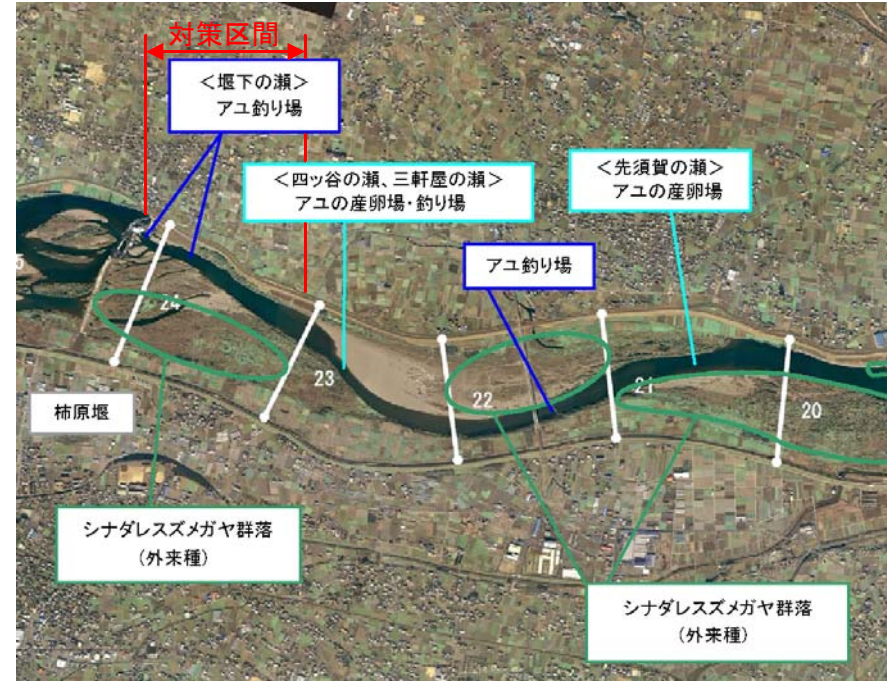 対策区間
<堰下の瀬>
アユ釣り場
<四ッ谷の瀬、三軒屋の瀬>
アユの産卵場・釣り場
<先須賀の瀬>
アユの産卵場
アユ釣り場
5
24
23
22
21
20
柿原堰
シナダレスズメガヤ群落
(外来種)
シナダレスズメガヤ群落
(外来種)